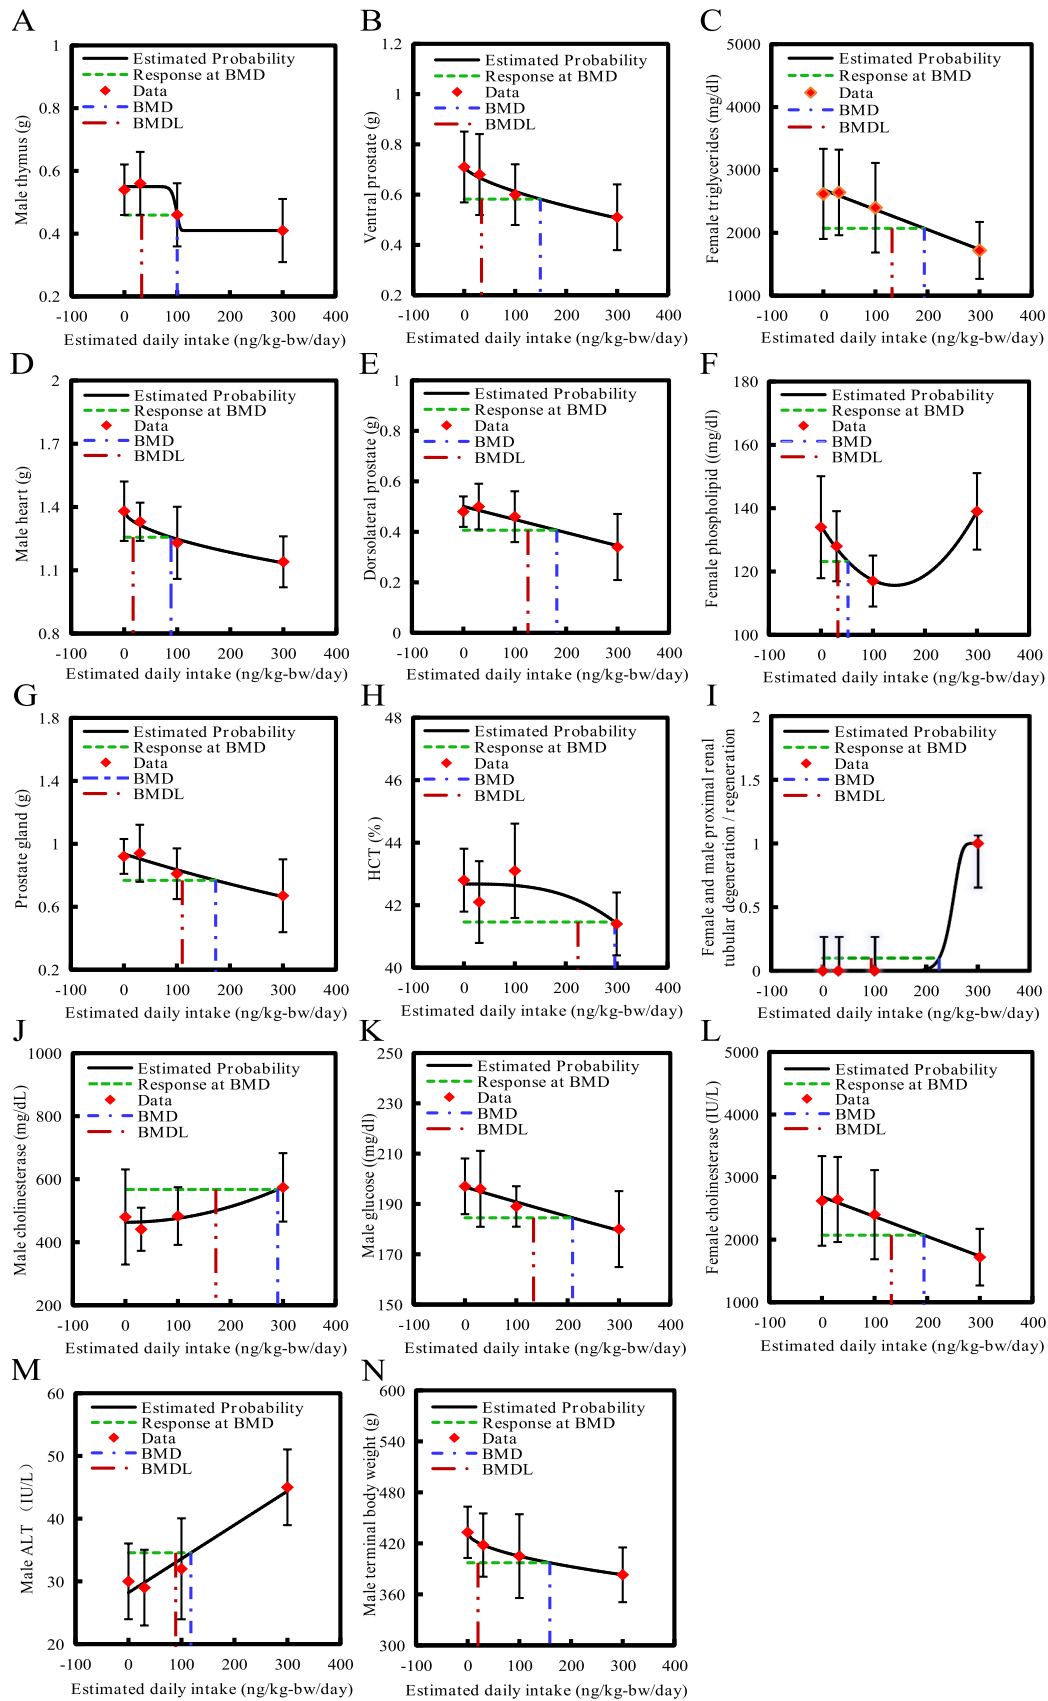 A
1
Estimated Probability
Response at BMD
Data
BMD
BMDL
0.8
0.6
0.4
0.2
Male thymus (g)
-100 0 100 200 300 400
Estimated daily intake (ng/kg-bw/day)
B
1.2
Estimated Probability
Response at BMD
Data
BMD
BMDL
1
0.8
0.6
0.4
0.2
Ventral prostate (g)
-100 0 100 200 300 400
Estimated daily intake (ng/kg-bw/day)
C
5000
Estimated Probability
Response at BMD
Data
BMD
BMDL
4000
3000
2000
1000
Female triglycerides (mg/dl)
-100 0 100 200 300 400
Estimated daily intake (ng/kg-bw/day)
D
2
Estimated Probability
Response at BMD
Data
BMD
BMDL
1.7
1.4
1.1
0.8
Male heart (g)
-100 0 100 200 300 400
Estimated daily intake (ng/kg-bw/day)
E
1
Estimated Probability
Response at BMD
Data
BMD
BMDL
0.8
0.6
0.4
0.2
0
Dorsolateral prostate (g)
-100 0 100 200 300 400
Estimated daily intake (ng/kg-bw/day)
F
180
Estimated Probability
Response at BMD
Data
BMD
BMDL
160
140
120
100
Female phospholipid ((mg/dl)
-100 0 100 200 300 400
Estimated daily intake (ng/kg-bw/day)
G
1.8
Estimated Probability
Response at BMD
Data
BMD
BMDL
1.4
1
0.6
0.2
Prostate gland (g)
-100 0 100 200 300 400
Estimated daily intake (ng/kg-bw/day)
H
48
Estimated Probability
Response at BMD
Data
BMD
BMDL
46
44
42
40
HCT (%)
-100 0 100 200 300 400
Estimated daily intake (ng/kg-bw/day)
I
2
Estimated Probability
Response at BMD
Data
BMD
BMDL
1.5
1
0.5
0
Female and male proximal renal
tubular degeneration / regeneration
-100 0 100 200 300 400
Estimated daily intake (ng/kg-bw/day)
J
1000
Estimated Probability
Response at BMD
Data
BMD
BMDL
800
600
400
200
Male cholinesterase (mg/dL)
-100 0 100 200 300 400
Estimated daily intake (ng/kg-bw/day)
K
250
Estimated Probability
Response at BMD
Data
BMD
BMDL
230
210
190
170
150
Male glucose ((mg/dl)
-100 0 100 200 300 400
Estimated daily intake (ng/kg-bw/day)
L
5000
Estimated Probability
Response at BMD
Data
BMD
BMDL
4000
3000
2000
1000
Female cholinesterase (IU/L)
-100 0 100 200 300 400
Estimated daily intake (ng/kg-bw/day)
M
60
Estimated Probability
Response at BMD
Data
BMD
BMDL
50
40
30
20
Male ALT （IU/L）
-100 0 100 200 300 400
Estimated daily intake (ng/kg-bw/day)
N
600
Estimated Probability
Response at BMD
Data
BMD
BMDL
540
480
420
360
300
Male terminal body weight (g)
-100 0 100 200 300 400
Estimated daily intake (ng/kg-bw/day)